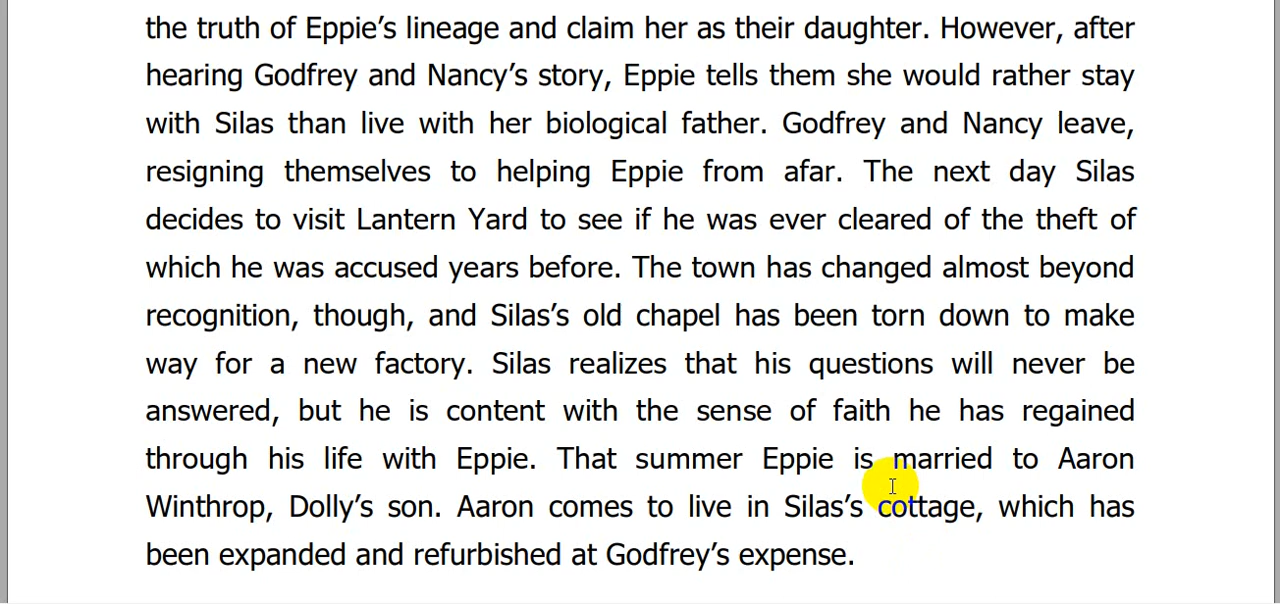 the truth of Eppie’s lineage and claim her as their daughter. However, after
hearing Godfrey and Nancy’s story, Eppie tells them she would rather stay
with Silas than live with her biological father. Godfrey and Nancy leave,
resigning themselves to helping Eppie from afar. The next day Silas
decides to visit Lantern Yard to see if he was ever cleared of the theft of
which he was accused years before. The town has changed almost beyond
recognition, though, and Silas’s old chapel has been torn down to make
way for a new factory. Silas realizes that his questions will never be
answered, but he is content with the sense of faith he has regained
through his life with Eppie. That summer Eppie is married to Aaron
Winthrop, Dolly’s son. Aaron comes to live in Silas’s cottage, which has
been expanded and refurbished at Godfrey’s expense.